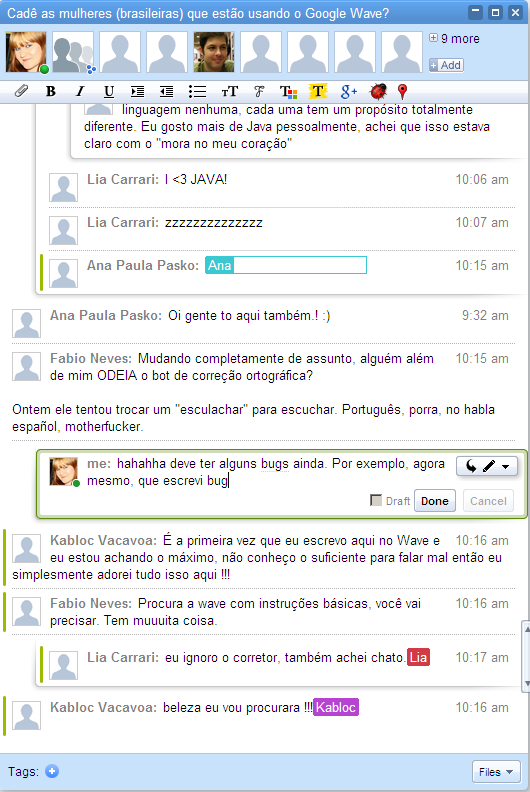 Cadê as mulheres (brasileiras) que estão usando o Google Wave?
9 more
Add
B I U TT T T g+
linguagem nenhuma, cada uma tem um propósito totalmente
diferente. Eu gosto mais de Java pessoalmente, achei que isso estava
claro com o "mora no meu coração"
Lia Carrari: I <3 JAVA! 10:06 am
Lia Carrari: zzzzzzzzzzzzzz 10:07 am
Ana Paula Pasko: Ana 10:15 am
Ana Paula Pasko: Oi gente to aqui também.! :) 9:32 am
Fabio Neves: Mudando completamente de assunto, alguém além 10:15 am
de mim ODEIA o bot de correção ortográfica?
Ontem ele tentou trocar um "esculachar" para escuchar. Português, porra, no habla
español, motherfucker.
me: hahahha deve ter alguns bugs ainda. Por exemplo, agora
mesmo, que escrevi bug
Draft Done Cancel
Kabloc Vacavoa: É a primeira vez que eu escrevo aqui no Wave e 10:16 am
eu estou achando o máximo, não conheço o suficiente para falar mal então eu
simplesmente adorei tudo isso aqui !!!
Fabio Neves: Procura a wave com instruções básicas, você vai 10:16 am
precisar. Tem muuuita coisa.
Lia Carrari: eu ignoro o corretor, também achei chato. Lia 10:17 am
Kabloc Vacavoa: beleza eu vou procurara !!! Kabloc 10:16 am
Tags: Files